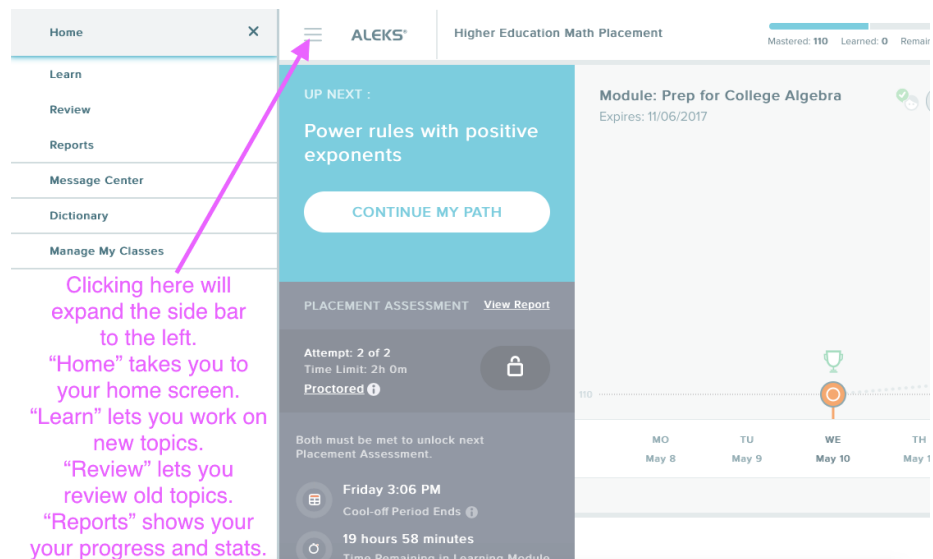 Home
Learn
Review
Reports
Message Center
Dictionary
Manage My Classes
Clicking here will
expand the side bar
to the left.
“Home” takes you to
your home screen.
“Learn” lets you work on
new topics.
“Review” lets you
review old topics.
“Reports” shows your
your progress and stats.
ALEKS®
Higher Education Math Placement
Mastered: 110 Learned: 0
UP NEXT :
Power rules with positive
exponents
CONTINUE MY PATH
PLACEMENT ASSESSMENT View Report
Attempt: 2 of 2
Time Limit: 2h 0m
Proctored
Both must be met to unlock next
Placement Assessment.
Friday 3:06 PM
Cool-off Period Ends
19 hours 58 minutes
Time Remaining in Learning Module
Module: Prep for College Algebra
Expires: 11/06/2017
110
MO TU WE TH
May 8 May 9 May 10 May